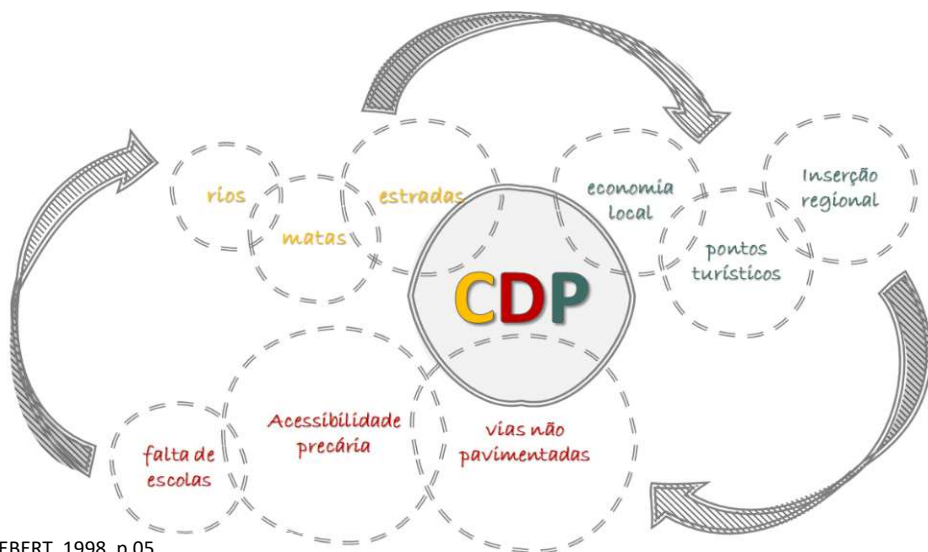 rios
matas
estradas
economia
local
pontos
turísticos
Inserção
regional
CDP
falta de
escolas
Acessibilidade
precária
vias não
pavimentadas
EBERT, 1998, p.05